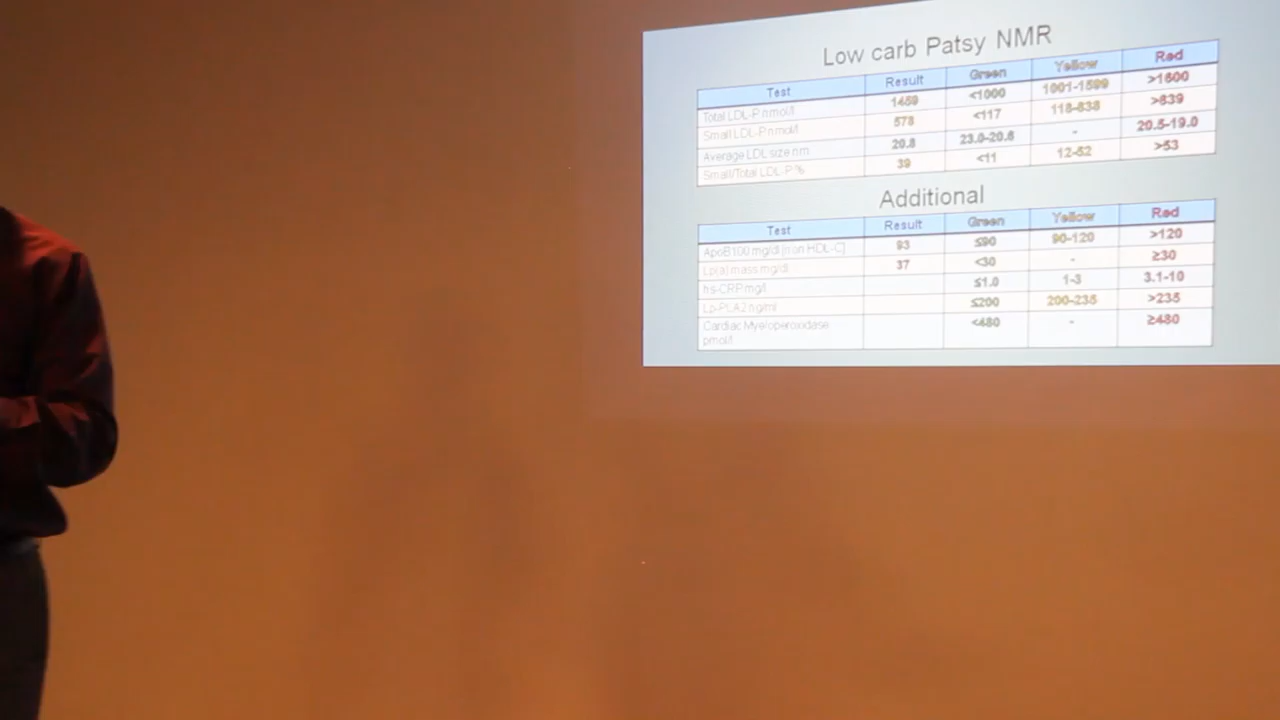 Low carb Patsy NMR
Test Result Green Yellow Red
Total LDL-P nmol/l 1459 <1000 1001-1599 >1600
Small LDL-P nmol/l 578 <117 118-838 >839
Average LDL size nm 20.8 23.0-20.6 - 20.5-19.0
Small/Total LDL-P % 39 <11 12-52 >53
Additional
Test Result Green Yellow Red
ApoB100 mg/dl [non HDL-C] 93 ≤90 90-120 >120
Lp(a) mass mg/dl 37 <30 - ≥30
hs-CRP mg/l ≤1.0 1-3 3.1-10
Lp-PLA2 ng/ml ≤200 200-235 >235
Cardiac Myeloperoxidase <480 - ≥480
pmol/l